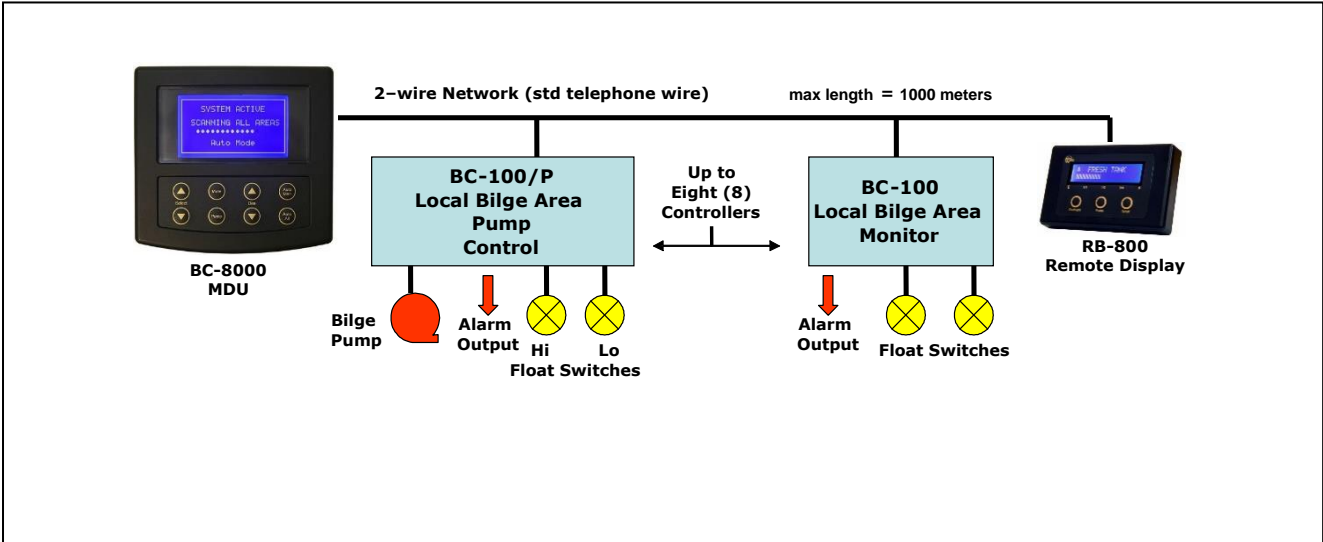 2–wire Network (std telephone wire)
max length = 1000 meters
SYSTEM ACTIVE
SCANNING ALL AREAS
Auto Mode
BC-8000
MDU
BC-100/P
Local Bilge Area
Pump
Control
Up to
Eight (8)
Controllers
BC-100
Local Bilge Area
Monitor
FRESH TANK
RB-800
Remote Display
Bilge
Pump
Alarm
Output
Hi
Lo
Float Switches
Alarm
Output
Float Switches